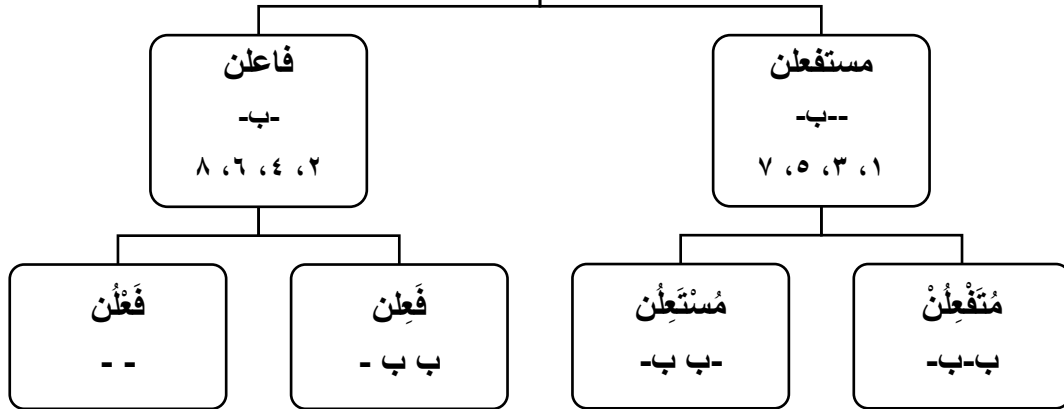 مستفعلن
--ب-
١، ٣، ٥، ٧
فاعلن
-ب-
٢، ٤، ٦، ٨
مُتَفْعِلُنْ
ب-ب-
مُسْتَعِلُن
-ب ب-
فَعِلن
ب ب -
فَعْلُن
- -